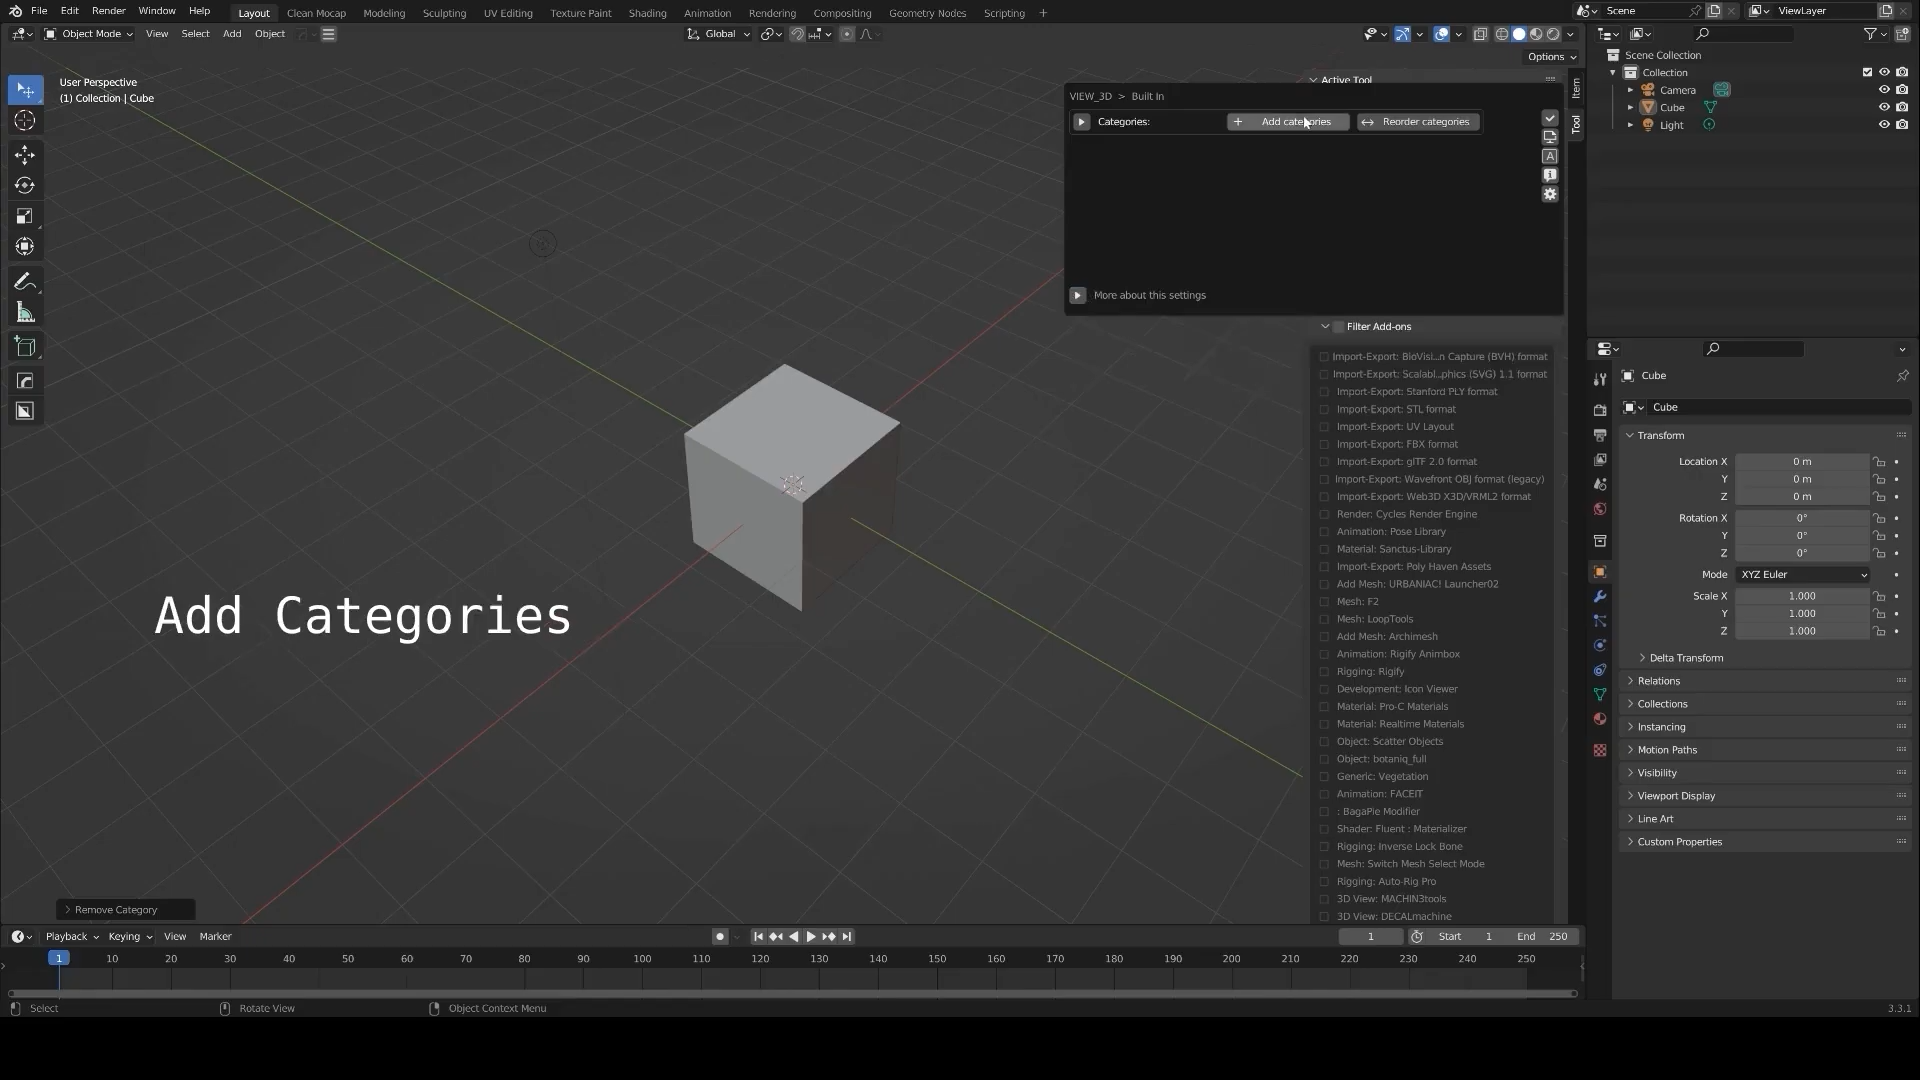 File Edit Render Window Help Layout Clean Mocap Modeling Sculpting UV Editing Texture Paint Shading Animation Rendering Compositing Geometry Nodes Scripting + Scene ViewLayer
Object Mode View Select Add Object Global
Options
User Perspective
(1) Collection | Cube
Active Tool
VIEW_3D > Built In
Categories: Add categories Reorder categories
More about this settings
Item
Tool
Filter Add-ons
Import-Export: BioVisi...n Capture (BVH) format
Import-Export: Scalabl...phics (SVG) 1.1 format
Import-Export: Stanford PLY format
Import-Export: STL format
Import-Export: UV Layout
Import-Export: FBX format
Import-Export: glTF 2.0 format
Import-Export: Wavefront OBJ format (legacy)
Import-Export: Web3D X3D/VRML2 format
Render: Cycles Render Engine
Animation: Pose Library
Material: Sanctus-Library
Import-Export: Poly Haven Assets
Add Mesh: URBANIAC! Launcher02
Mesh: F2
Mesh: LoopTools
Add Mesh: Archimesh
Animation: Rigify Animbox
Rigging: Rigify
Development: Icon Viewer
Material: Pro-C Materials
Material: Realtime Materials
Object: Scatter Objects
Object: botaniq_full
Generic: Vegetation
Animation: FACEIT
: BagaPie Modifier
Shader: Fluent : Materializer
Rigging: Inverse Lock Bone
Mesh: Switch Mesh Select Mode
Rigging: Auto-Rig Pro
3D View: MACHIN3tools
3D View: DECALmachine
Add Categories
Remove Category
Scene Collection
Collection
Camera
Cube
Light
Cube
Cube
Transform
Location X 0 m
Y 0 m
Z 0 m
Rotation X 0°
Y 0°
Z 0°
Mode XYZ Euler
Scale X 1.000
Y 1.000
Z 1.000
Delta Transform
Relations
Collections
Instancing
Motion Paths
Visibility
Viewport Display
Line Art
Custom Properties
Playback Keying View Marker 1 Start 1 End 250
1 10 20 30 40 50 60 70 80 90 100 110 120 130 140 150 160 170 180 190 200 210 220 230 240 250
Select Rotate View Object Context Menu 3.3.1